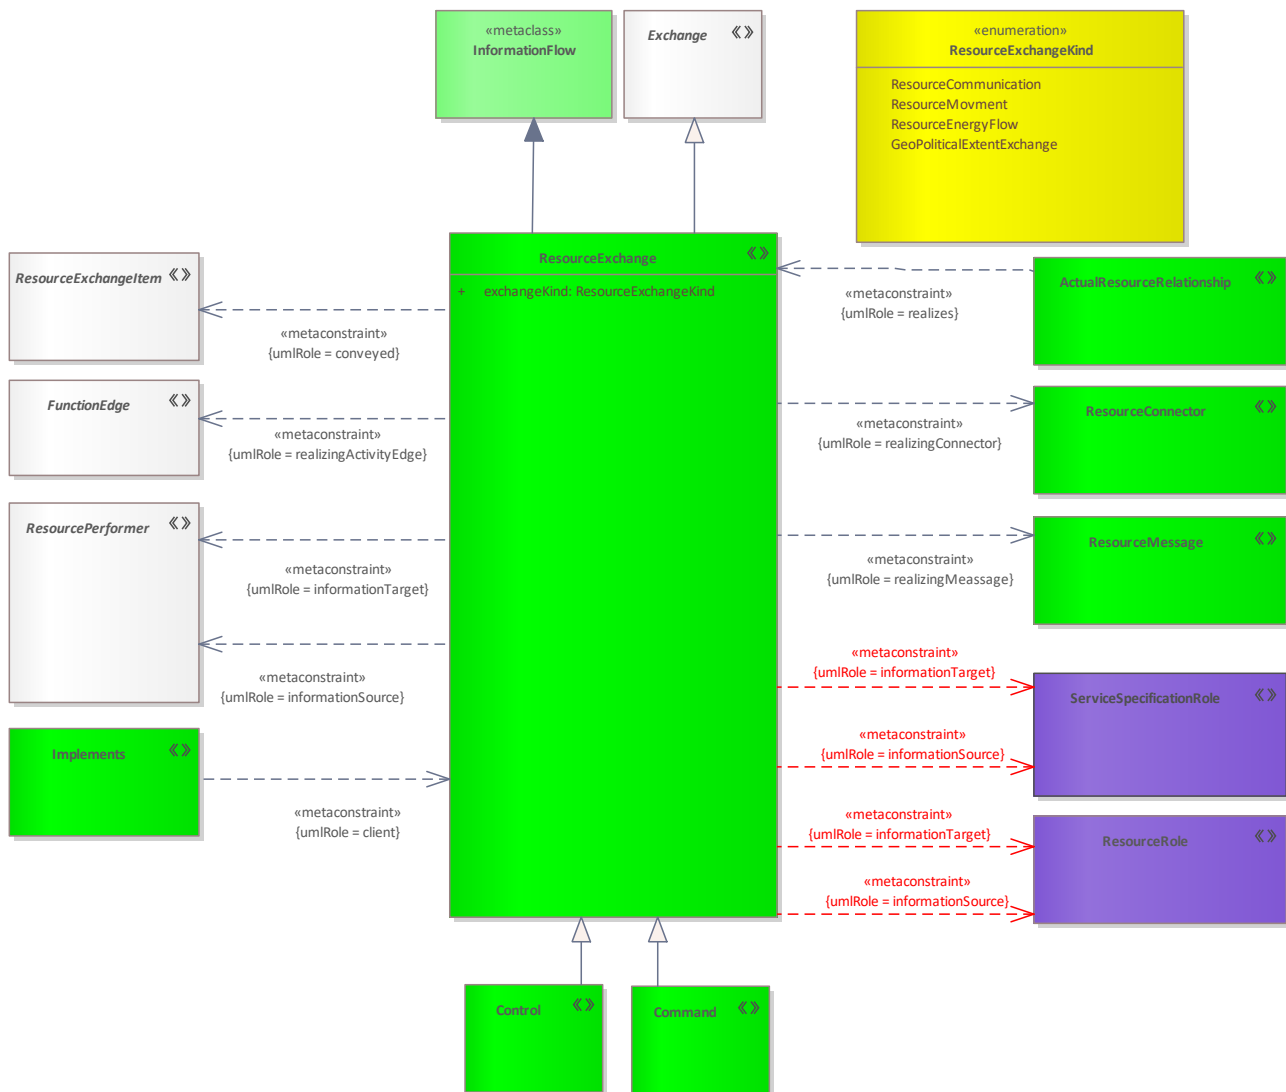 «metaclass»
InformationFlow
Exchange
«enumeration»
ResourceExchangeKind
ResourceCommunication
ResourceMovment
ResourceEnergyFlow
GeoPoliticalExtentExchange
ResourceExchange
+ exchangeKind: ResourceExchangeKind
ResourceExchangeItem
«metaconstraint»
{umlRole = conveyed}
FunctionEdge
«metaconstraint»
{umlRole = realizingActivityEdge}
ResourcePerformer
«metaconstraint»
{umlRole = informationTarget}
«metaconstraint»
{umlRole = informationSource}
Implements
«metaconstraint»
{umlRole = client}
ActualResourceRelationship
«metaconstraint»
{umlRole = realizes}
ResourceConnector
«metaconstraint»
{umlRole = realizingConnector}
ResourceMessage
«metaconstraint»
{umlRole = realizingMeassage}
«metaconstraint»
{umlRole = informationTarget}
ServiceSpecificationRole
«metaconstraint»
{umlRole = informationSource}
«metaconstraint»
{umlRole = informationTarget}
ResourceRole
«metaconstraint»
{umlRole = informationSource}
Control
Command